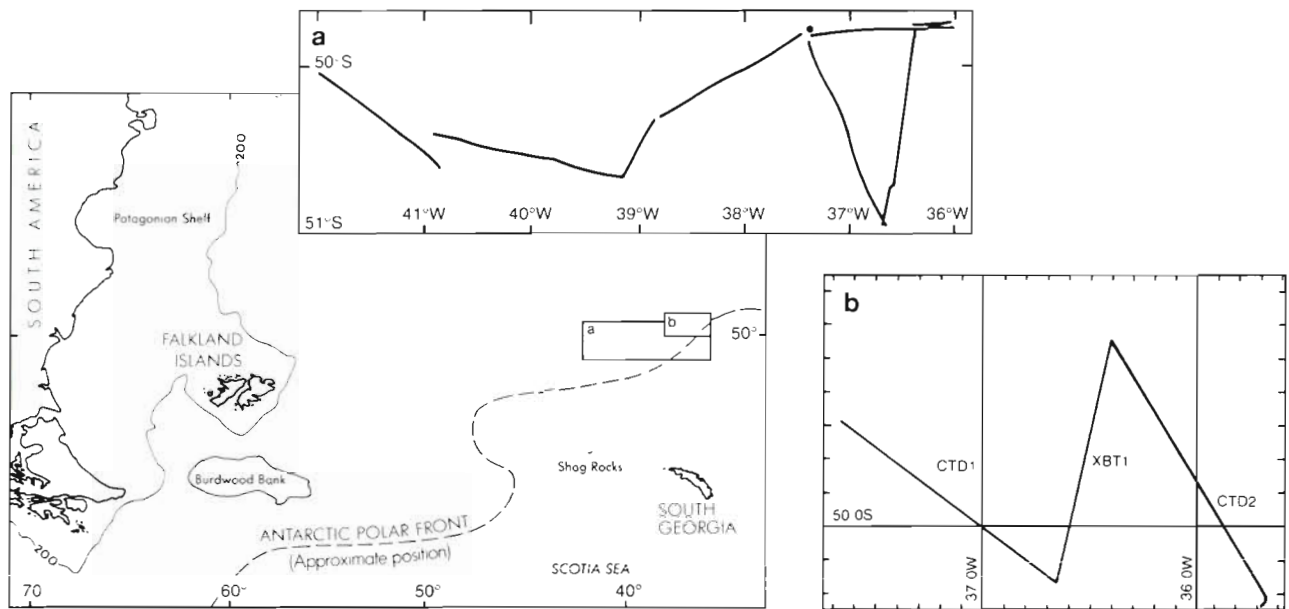 a
50°S
51°S
41°W
40°W
39°W
38°W
37°W
36°W
SOUTH AMERICA
200
Patagonian Shelf
FALKLAND
ISLANDS
a
b
50°
Burdwood Bank
Shag Rocks
SOUTH
GEORGIA
ANTARCTIC POLAR FRONT
(Approximate position)
200
SCOTIA SEA
70
60°
50°
40°
b
CTD1
XBT1
CTD2
50 0S
37 0W
36 0W